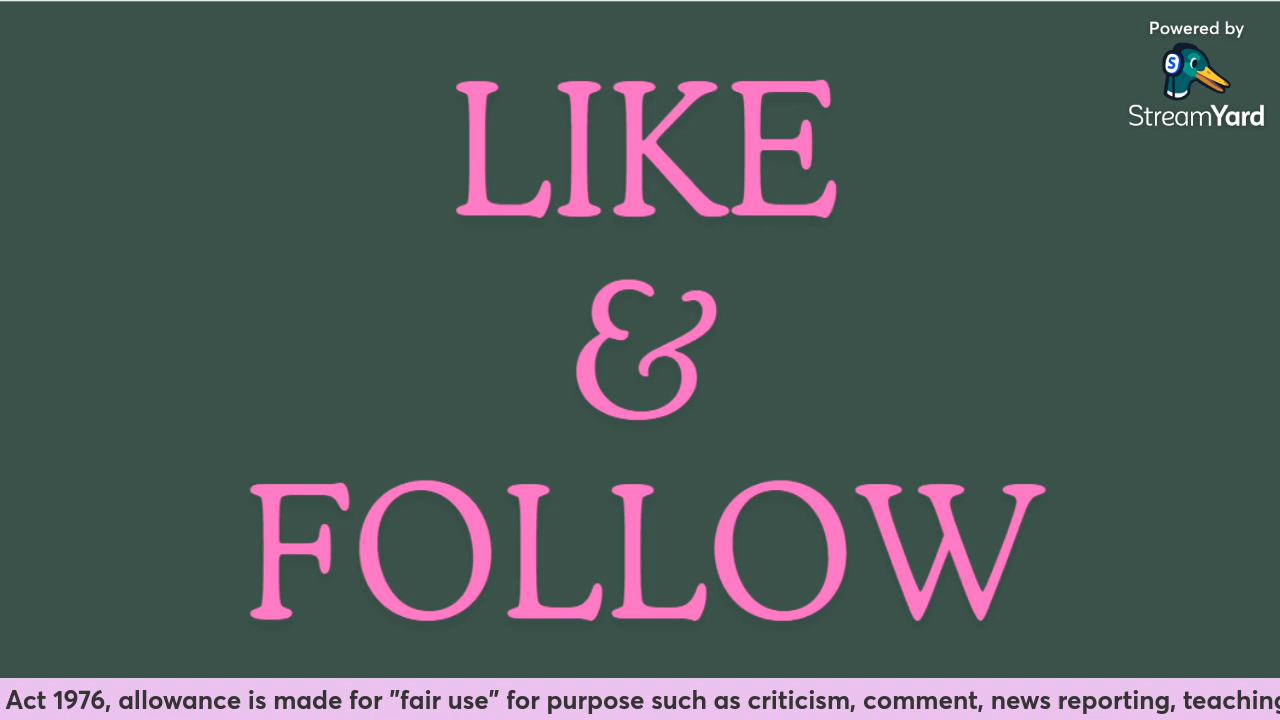 Powered by
S
StreamYard
LIKE
&
FOLLOW
Act 1976, allowance is made for "fair use" for purpose such as criticism, comment, news reporting, teaching